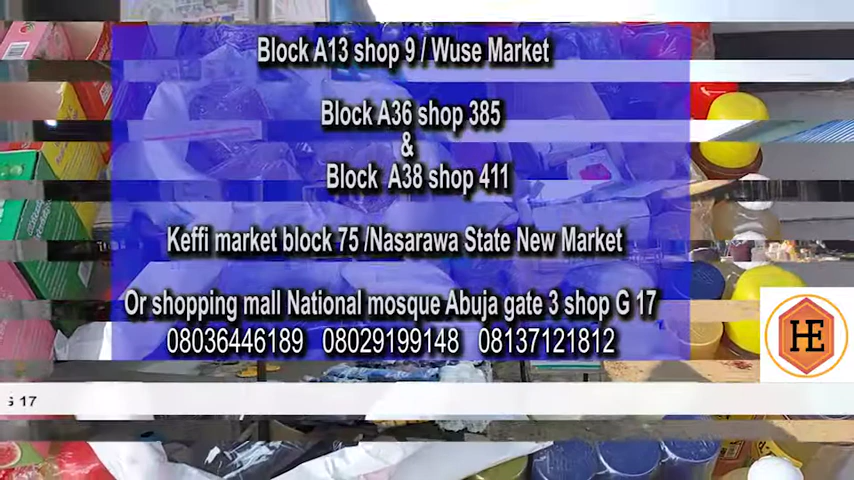 Block A13 shop 9 / Wuse Market
Block A36 shop 385
&
Block A38 shop 411
Keffi market block 75 /Nasarawa State New Market
Or shopping mall National mosque Abuja gate 3 shop G 17
08036446189 08029199148 08137121812
HE
G 17